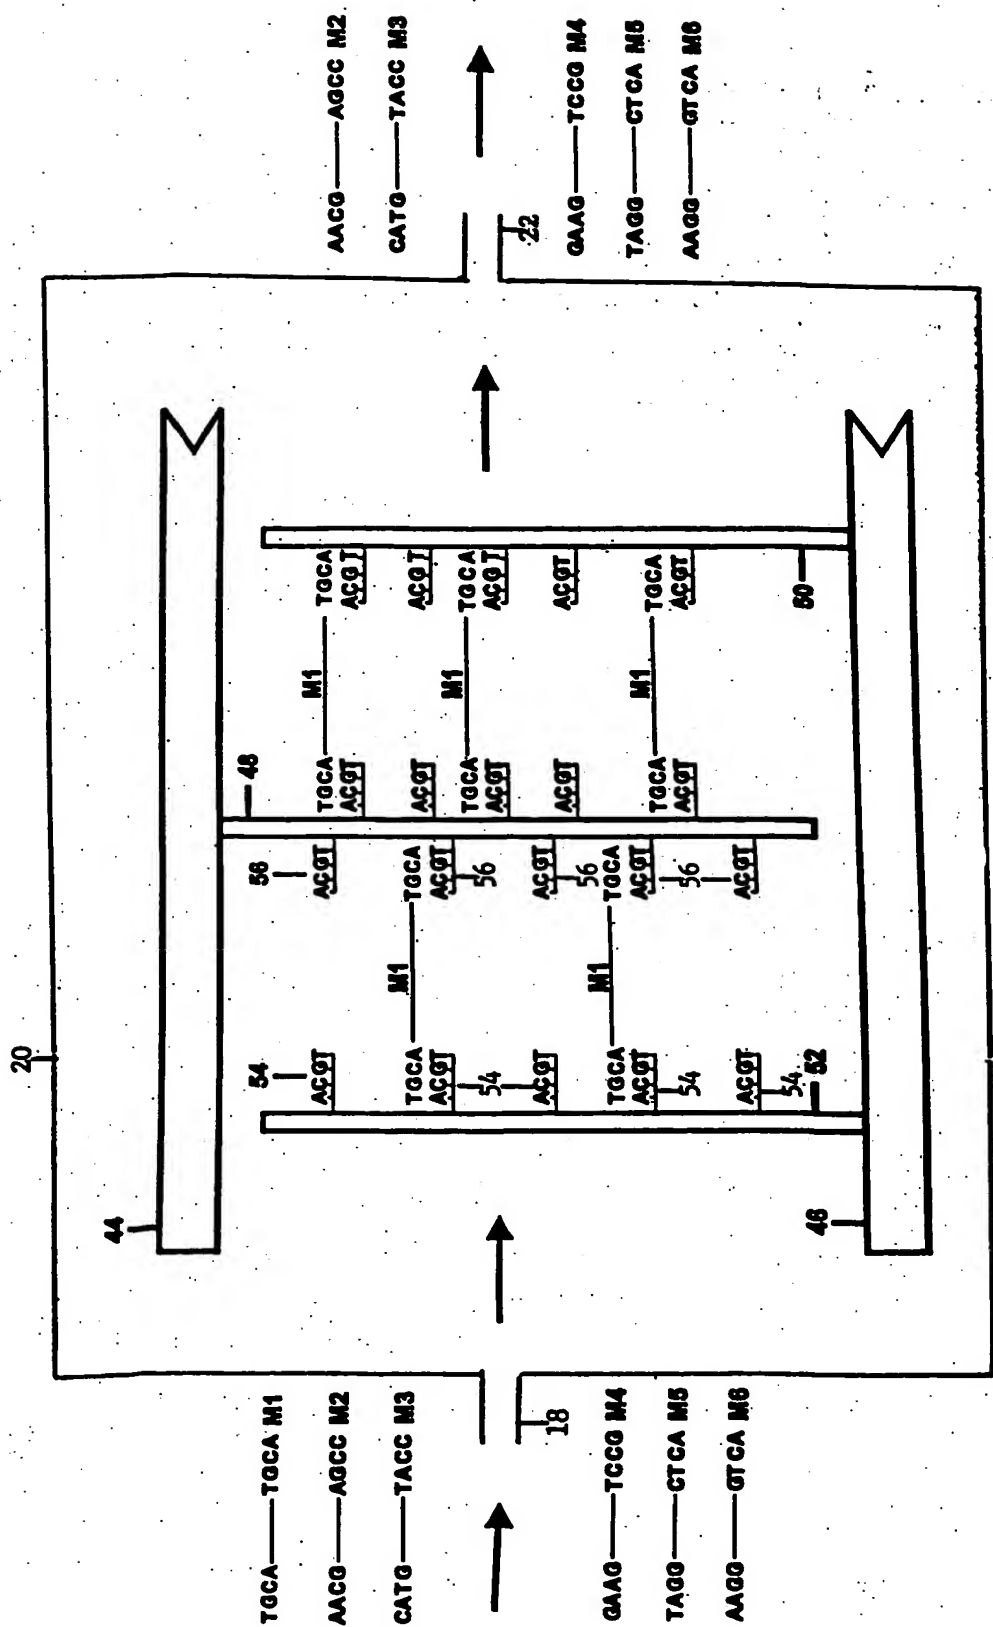 20
44
TGCA——TGCA M1
AACG——AGCC M2
CATG——TACC M3
18
GAAG——TCCG M4
TAGG——CTCA M5
AAGG——GTCA M6
54
ACGT
TGCA
ACGT
54
ACGT
TGCA
ACGT
54
ACGT
54
52
46
M1
M1
56
ACGT
TGCA
ACGT
56
ACGT
56
TGCA
ACGT
56
ACGT
48
TGCA
ACGT
ACGT
TGCA
ACGT
ACGT
TGCA
ACGT
M1
M1
M1
TGCA
ACGT
ACGT
TGCA
ACGT
ACGT
TGCA
ACGT
50
AACG——AGCC M2
CATG——TACC M3
22
GAAG——TCCG M4
TAGG——CTCA M5
AAGG——GTCA M6